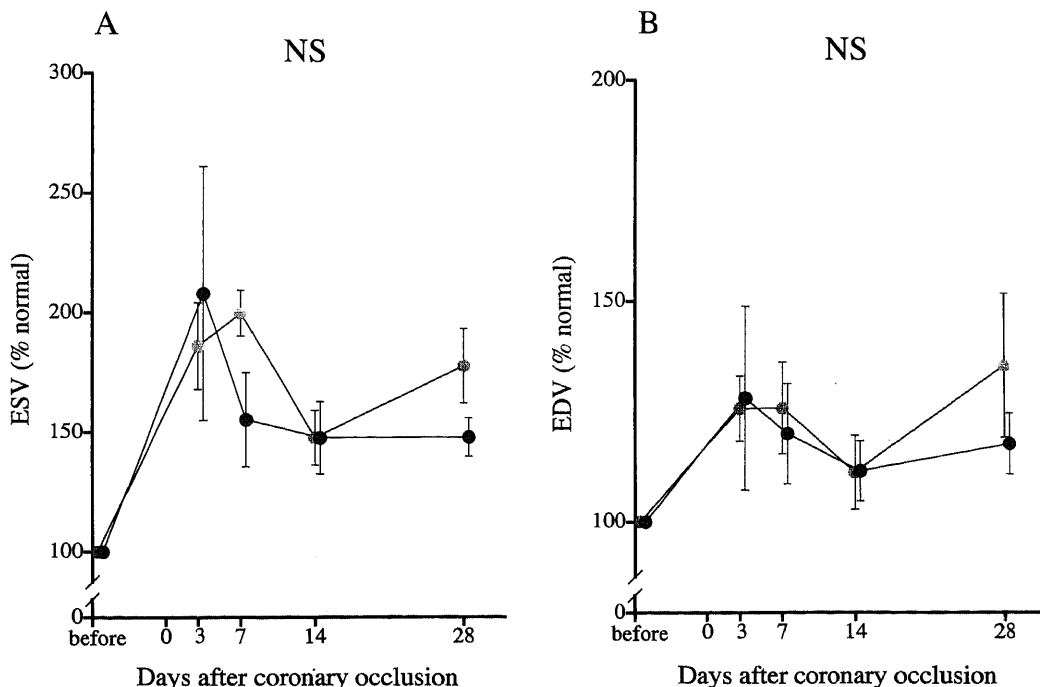 A
NS
ESV (% normal)
300
250
200
150
100
0
before 0 3 7 14 28
Days after coronary occlusion
B
NS
EDV (% normal)
200
150
100
0
before 0 3 7 14 28
Days after coronary occlusion